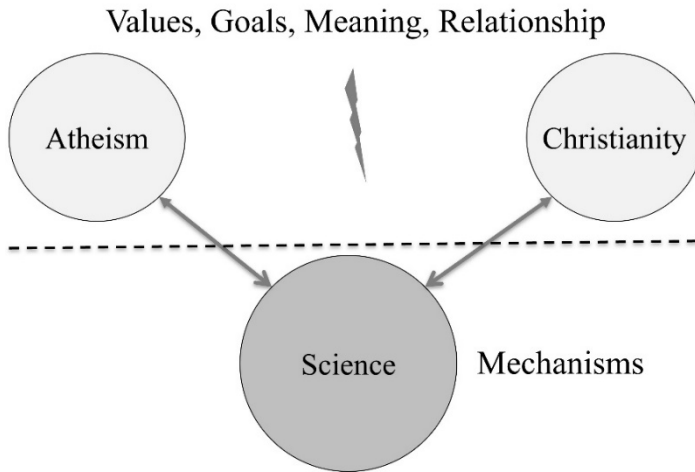 Values, Goals, Meaning, Relationship
Atheism
Christianity
Science
Mechanisms